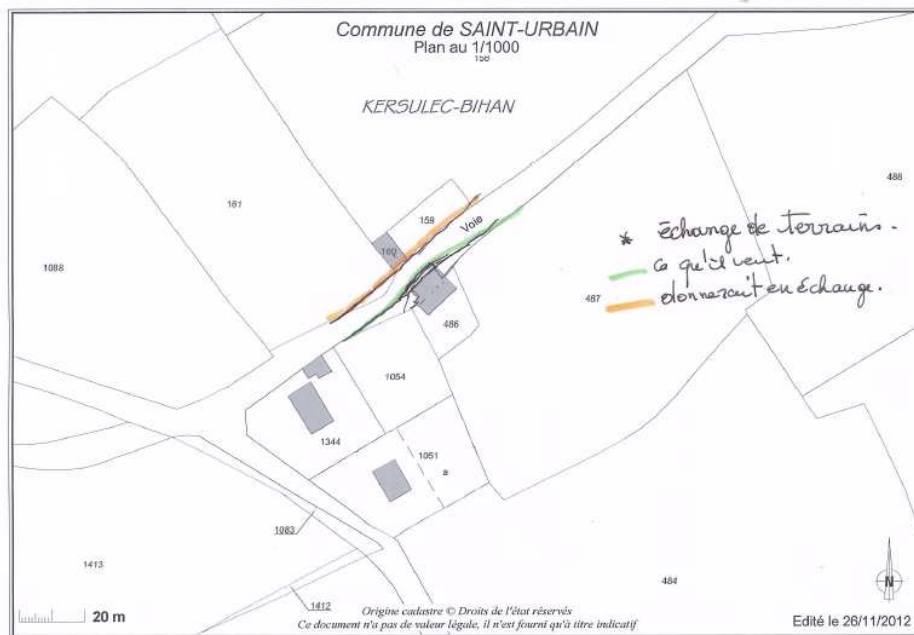 Commune de SAINT-URBAIN
Plan au 1/1000
156
KERSULEC-BIHAN
161
159
160
Voie
488
1088
487
* échange de terrains.
ce qu'il veut.
donnerait en échange.
486
1054
1344
1051
a
1083
1413
1412
484
N
20 m
Origine cadastre © Droits de l'état réservés
Ce document n'a pas de valeur légale, il n'est fourni qu'à titre indicatif
Edité le 26/11/2012